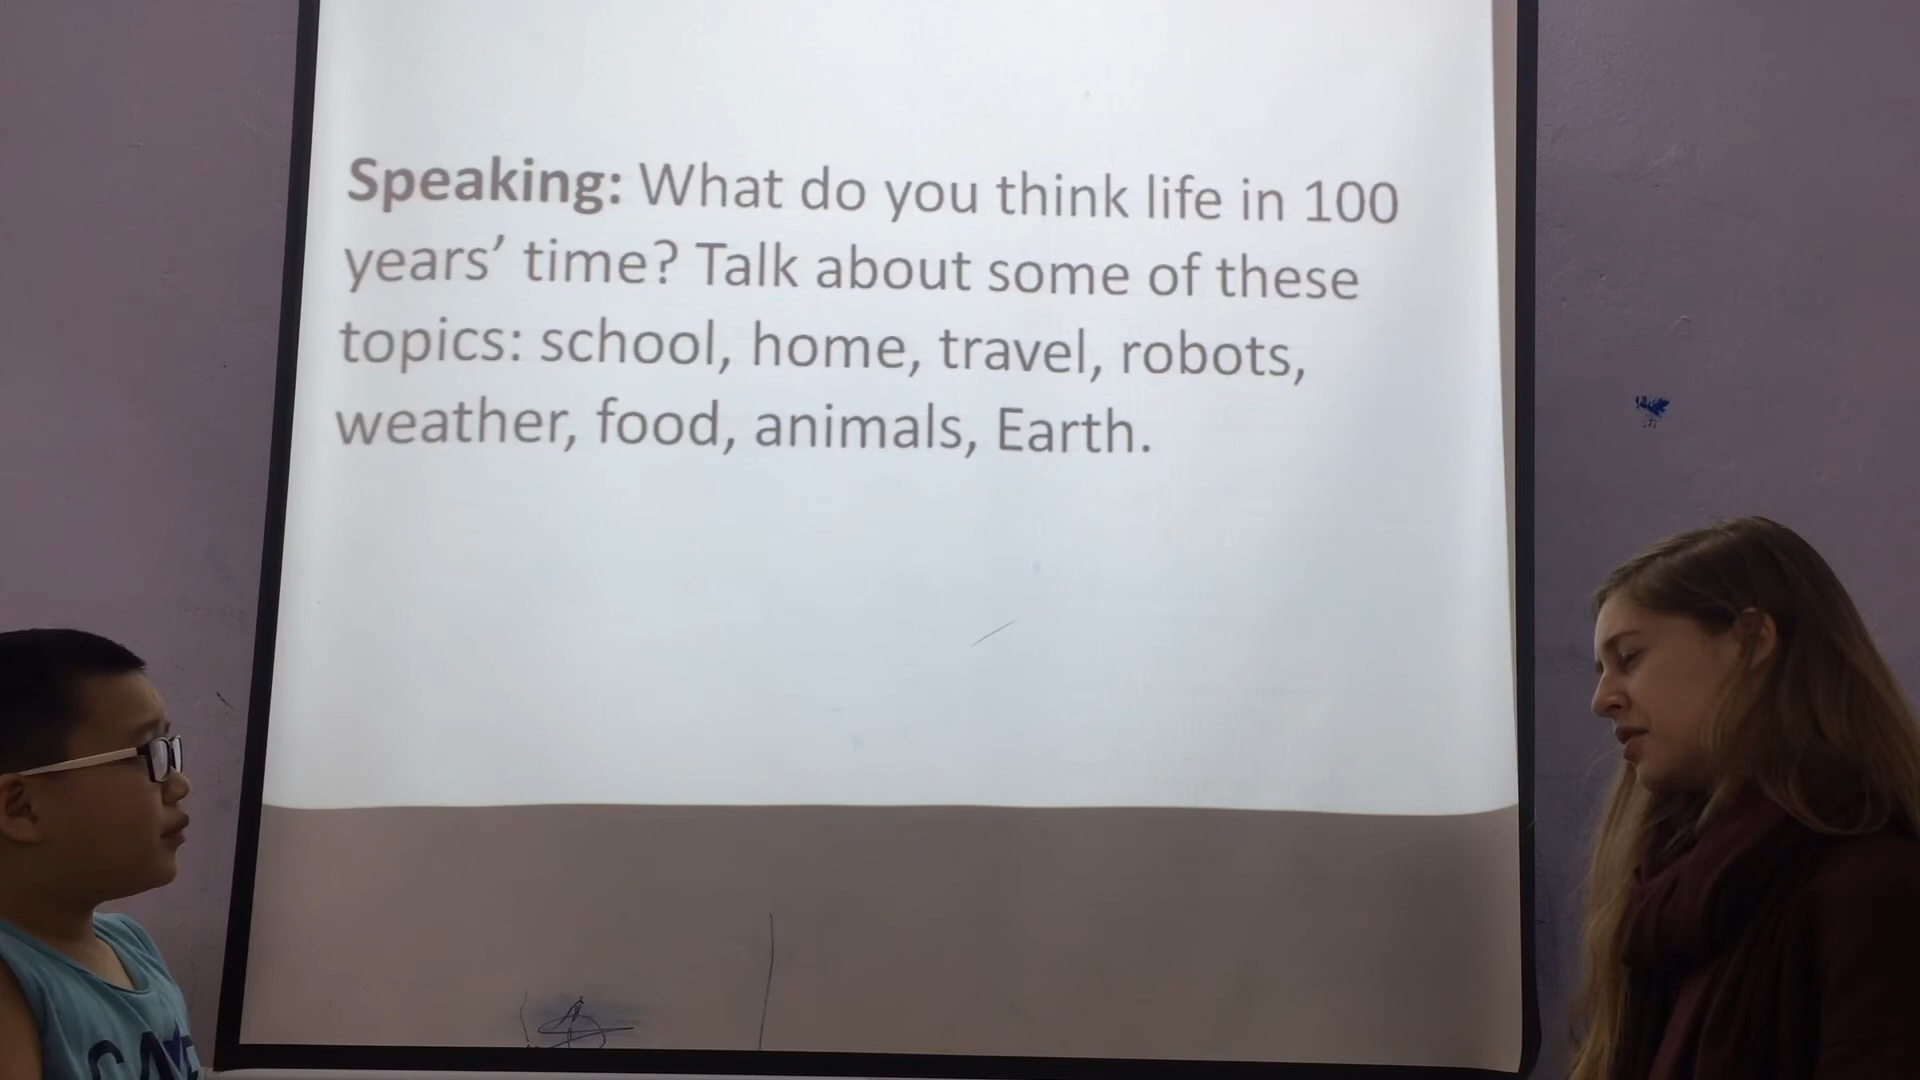 Speaking: What do you think life in 100
years’ time? Talk about some of these
topics: school, home, travel, robots,
weather, food, animals, Earth.